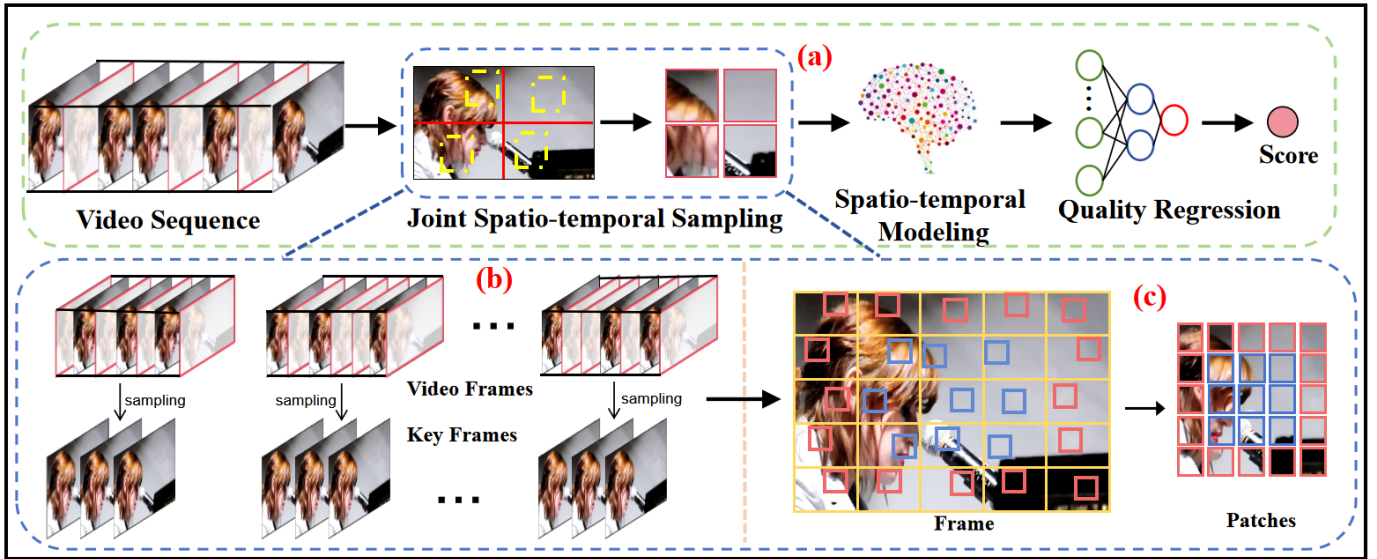 (a)
Video Sequence
Joint Spatio-temporal Sampling
Spatio-temporal
Modeling
Quality Regression
Score
(b)
(c)
sampling
sampling
sampling
Video Frames
Key Frames
Frame
Patches